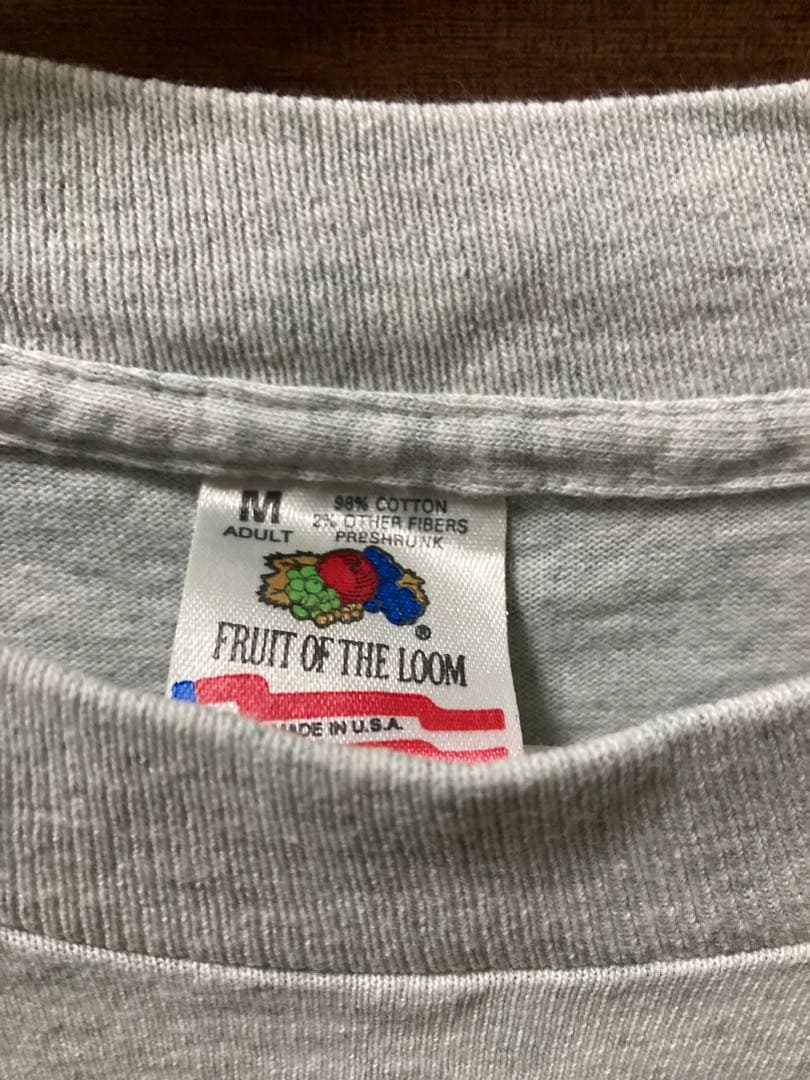 M
98% COTTON
2% OTHER FIBERS
ADULT
PRESHRUNK
®
FRUIT OF THE LOOM
MADE IN U.S.A.